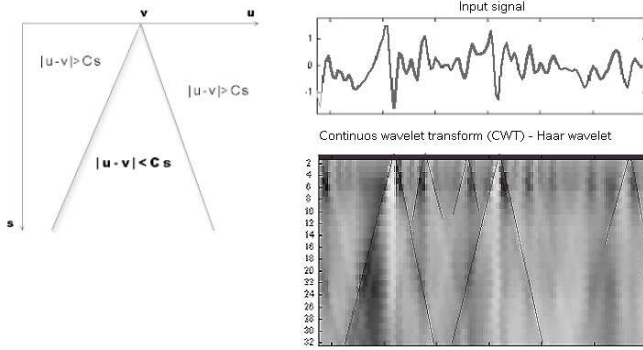 v
u
|u-v|>Cs
|u-v|>Cs
|u-v|<Cs
s
Input signal
1
0
1
Continuos wavelet transform (CWT) - Haar wavelet
2
4
6
8
10
12
14
16
18
20
22
24
26
28
30
32